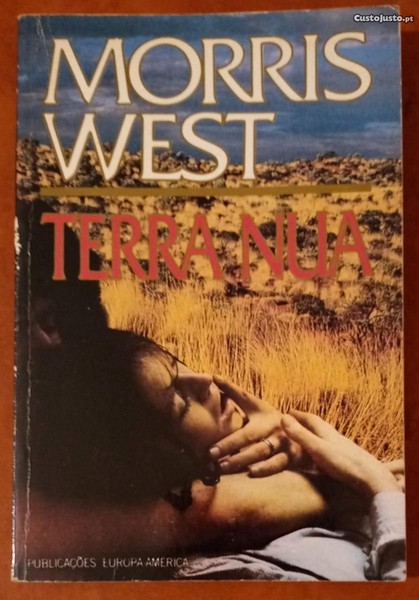 CustoJusto.pt
MORRIS
WEST
TERRA NUA
PUBLICAÇÕES EUROPA-AMÉRICA